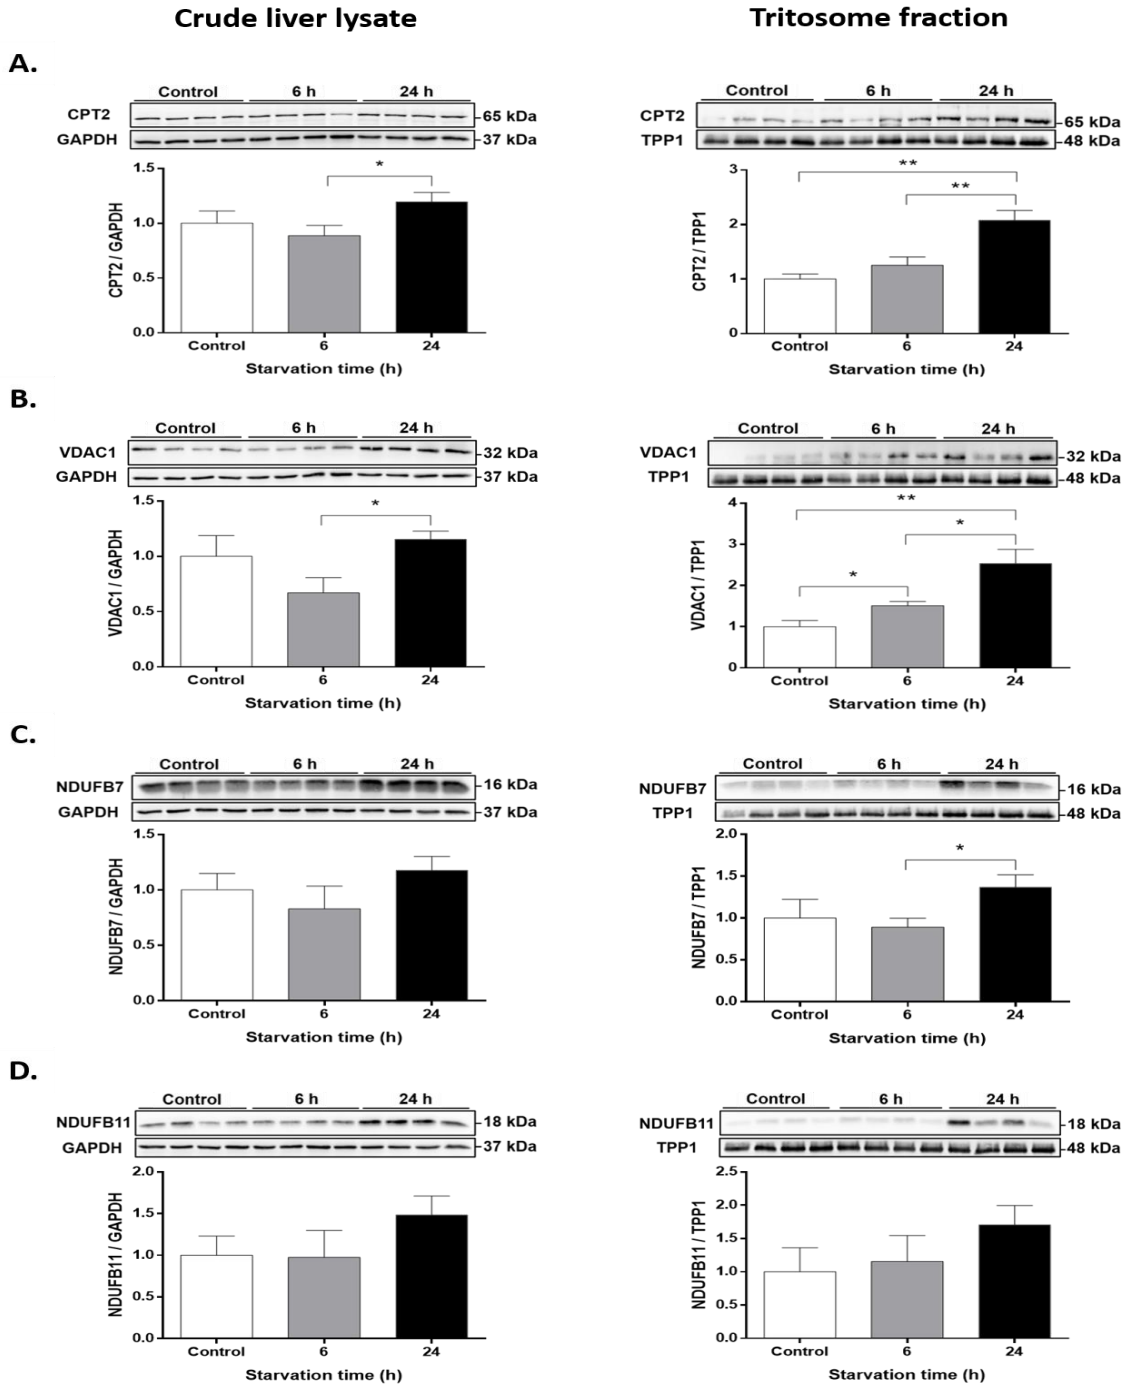 Crude liver lysate
Tritosome fraction
A.
Control 6 h 24 h
CPT2 65 kDa
GAPDH 37 kDa
CPT2 / GAPDH
1.5
1.0
0.5
0.0
Control 6 24
Starvation time (h)
*
Control 6 h 24 h
CPT2 65 kDa
TPP1 48 kDa
CPT2 / TPP1
3
2
1
0
** 
**
Control 6 24
Starvation time (h)
B.
Control 6 h 24 h
VDAC1 32 kDa
GAPDH 37 kDa
VDAC1 / GAPDH
1.5
1.0
0.5
0.0
*
Control 6 24
Starvation time (h)
Control 6 h 24 h
VDAC1 32 kDa
TPP1 48 kDa
VDAC1 / TPP1
4
3
2
1
0
**
*
*
Control 6 24
Starvation time (h)
C.
Control 6 h 24 h
NDUFB7 16 kDa
GAPDH 37 kDa
NDUFB7 / GAPDH
1.5
1.0
0.5
0.0
Control 6 24
Starvation time (h)
Control 6 h 24 h
NDUFB7 16 kDa
TPP1 48 kDa
NDUFB7 / TPP1
2.0
1.5
1.0
0.5
0.0
*
Control 6 24
Starvation time (h)
D.
Control 6 h 24 h
NDUFB11 18 kDa
GAPDH 37 kDa
NDUFB11 / GAPDH
2.0
1.5
1.0
0.5
0.0
Control 6 24
Starvation time (h)
Control 6 h 24 h
NDUFB11 18 kDa
TPP1 48 kDa
NDUFB11 / TPP1
2.5
2.0
1.5
1.0
0.5
0.0
Control 6 24
Starvation time (h)